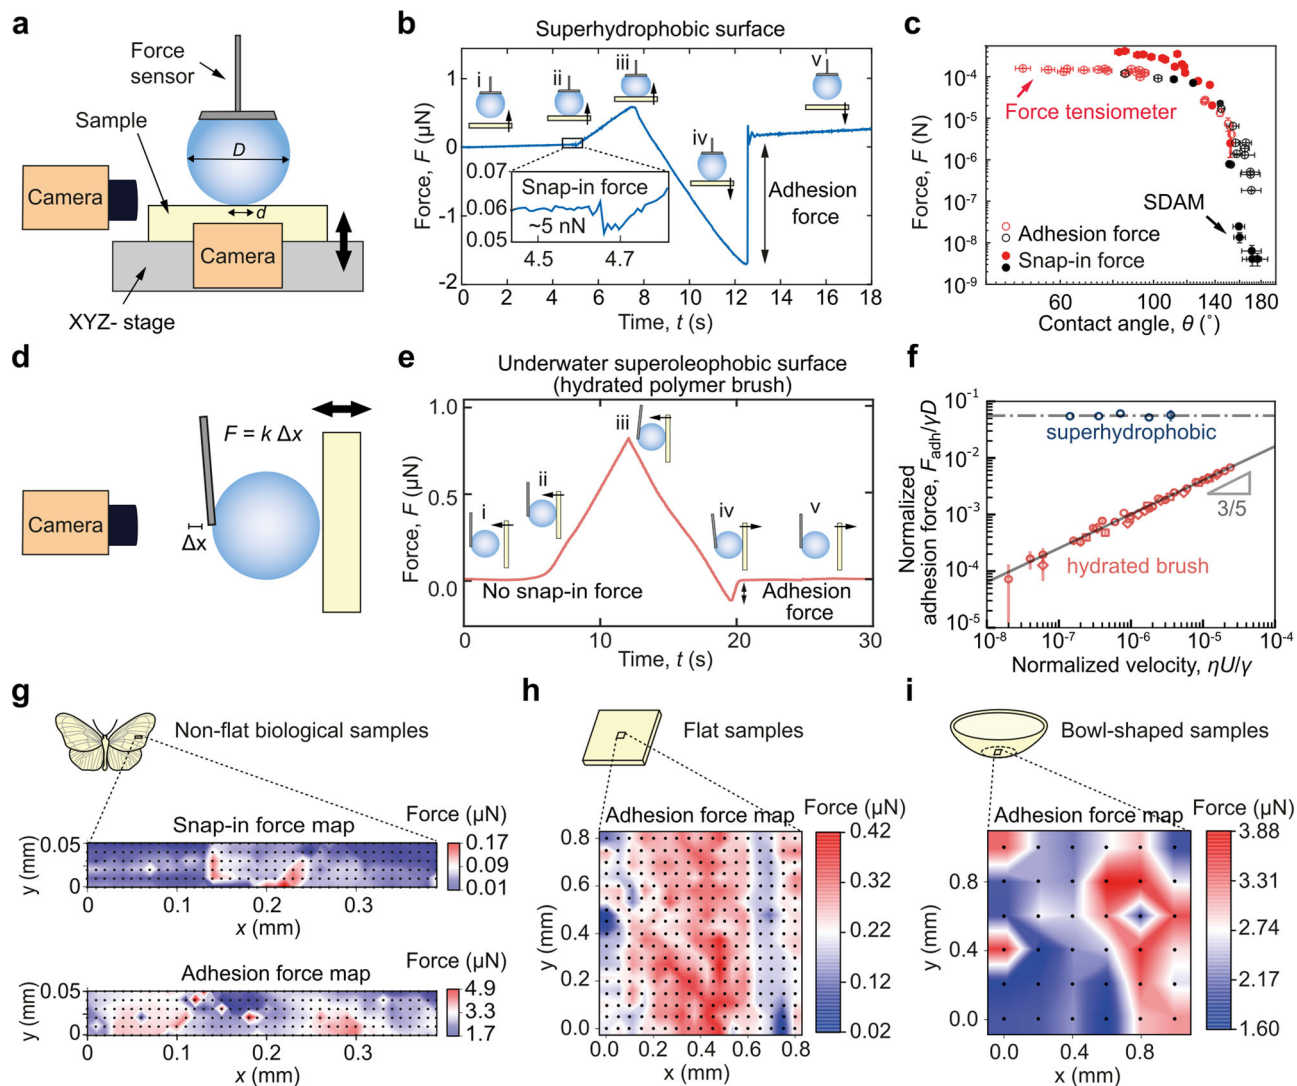 a
Force
sensor
Sample
D
Camera
d
Camera
XYZ- stage
b
Superhydrophobic surface
Force, F (µN)
1
0
-1
-2
i
ii
iii
iv
v
0.07
0.06
0.05
Snap-in force
~5 nN
4.5 4.7
Adhesion
force
0 2 4 6 8 10 12 14 16 18
Time, t (s)
c
Force, F (N)
10⁻⁴
10⁻⁵
10⁻⁶
10⁻⁷
10⁻⁸
10⁻⁹
Force tensiometer
SDAM
Adhesion force
Snap-in force
60 100 140 180
Contact angle, θ (°)
d
F = k Δx
Camera
Δx
e
Underwater superoleophobic surface
(hydrated polymer brush)
Force, F (µN)
1.0
0.5
0.0
i
ii
iii
iv
v
No snap-in force
Adhesion
force
0 10 20 30
Time, t (s)
f
Normalized
adhesion force, Fadh/γD
10⁻¹
10⁻²
10⁻³
10⁻⁴
10⁻⁵
superhydrophobic
3/5
hydrated brush
10⁻⁸ 10⁻⁷ 10⁻⁶ 10⁻⁵ 10⁻⁴
Normalized velocity, ηU/γ
g
Non-flat biological samples
Snap-in force map
Force (µN)
0.17
0.09
0.01
y (mm)
0.05
0
0 0.1 0.2 0.3
x (mm)
Adhesion force map
Force (µN)
4.9
3.3
1.7
y (mm)
0.05
0
0 0.1 0.2 0.3
x (mm)
h
Flat samples
Adhesion force map
Force (µN)
0.42
0.32
0.22
0.12
0.02
y (mm)
0.8
0.6
0.4
0.2
0.0
0.0 0.2 0.4 0.6 0.8
x (mm)
i
Bowl-shaped samples
Adhesion force map
Force (µN)
3.88
3.31
2.74
2.17
1.60
y (mm)
0.8
0.4
0.0
0.0 0.4 0.8
x (mm)